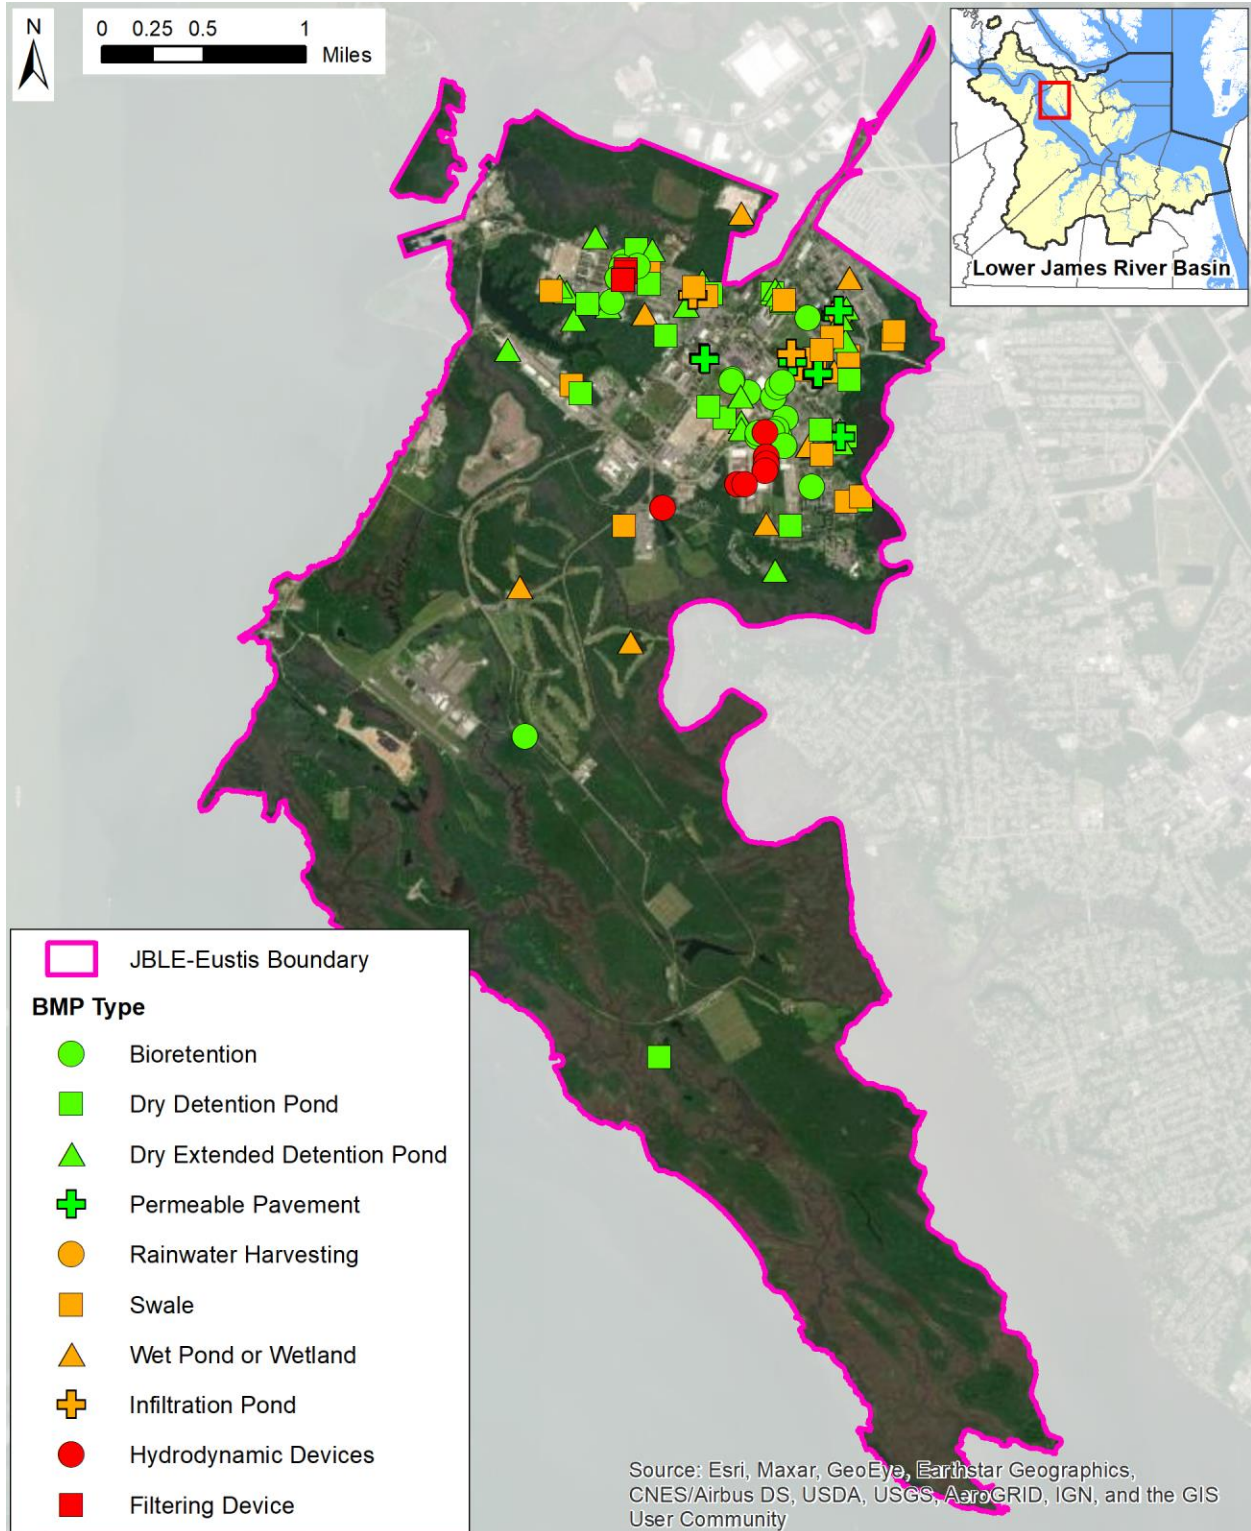 N
0 0.25 0.5 1
Miles
Lower James River Basin
JBLE-Eustis Boundary
BMP Type
Bioretention
Dry Detention Pond
Dry Extended Detention Pond
Permeable Pavement
Rainwater Harvesting
Swale
Wet Pond or Wetland
Infiltration Pond
Hydrodynamic Devices
Filtering Device
Source: Esri, Maxar, GeoEye, Earthstar Geographics,
CNES/Airbus DS, USDA, USGS, AeroGRID, IGN, and the GIS
User Community